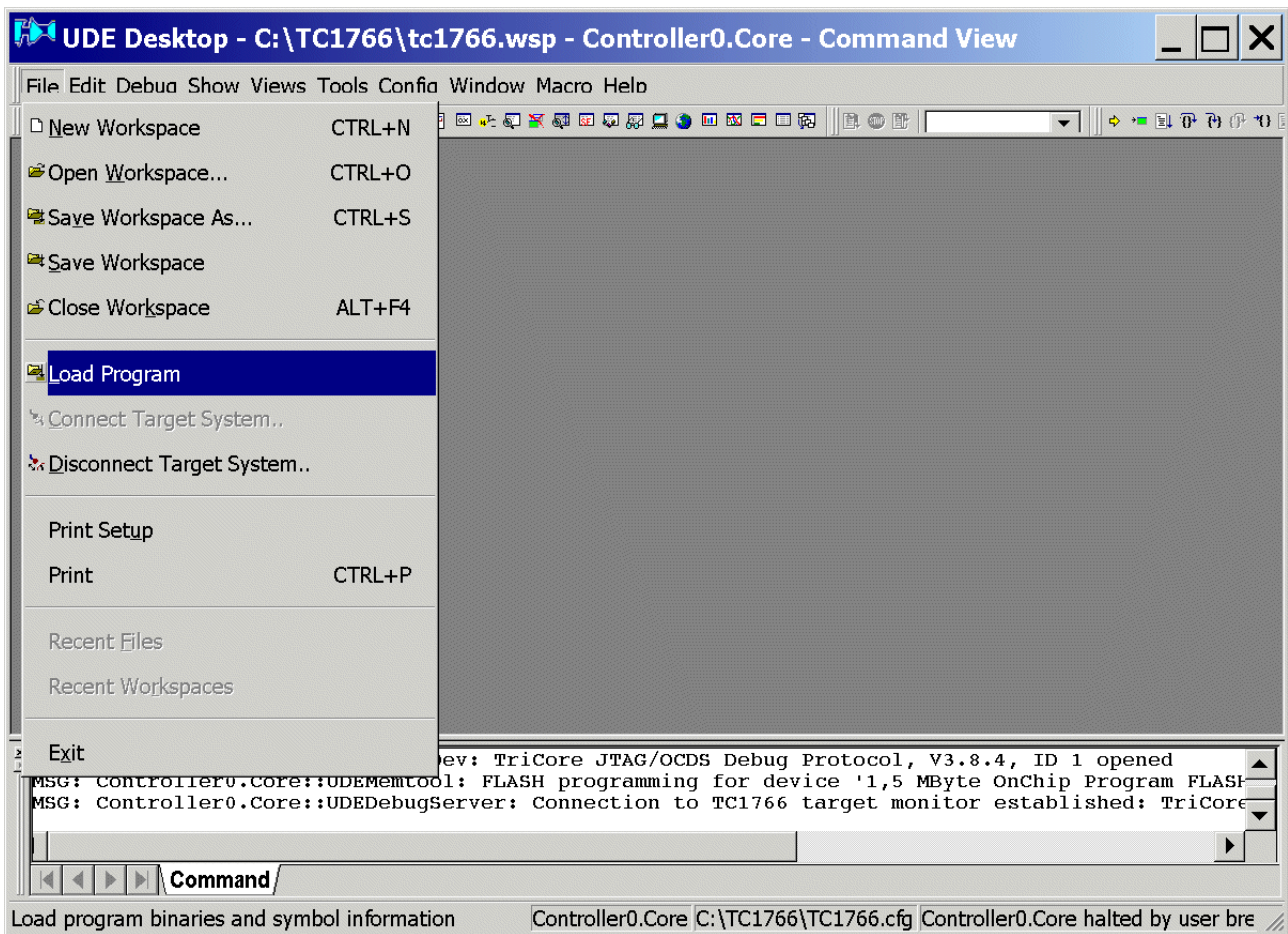 UDE Desktop - C:\TC1766\tc1766.wsp - Controller0.Core - Command View
File Edit Debug Show Views Tools Config Window Macro Help
New Workspace CTRL+N
Open Workspace... CTRL+O
Save Workspace As... CTRL+S
Save Workspace
Close Workspace ALT+F4
Load Program
Connect Target System..
Disconnect Target System..
Print Setup
Print CTRL+P
Recent Files
Recent Workspaces
Exit
Dev: TriCore JTAG/OCDS Debug Protocol, V3.8.4, ID 1 opened
MSG: Controller0.Core::UDEMemtool: FLASH programming for device '1,5 MByte OnChip Program FLASH
MSG: Controller0.Core::UDEDebugServer: Connection to TC1766 target monitor established: TriCore
Command
Load program binaries and symbol information Controller0.Core C:\TC1766\TC1766.cfg Controller0.Core halted by user bre